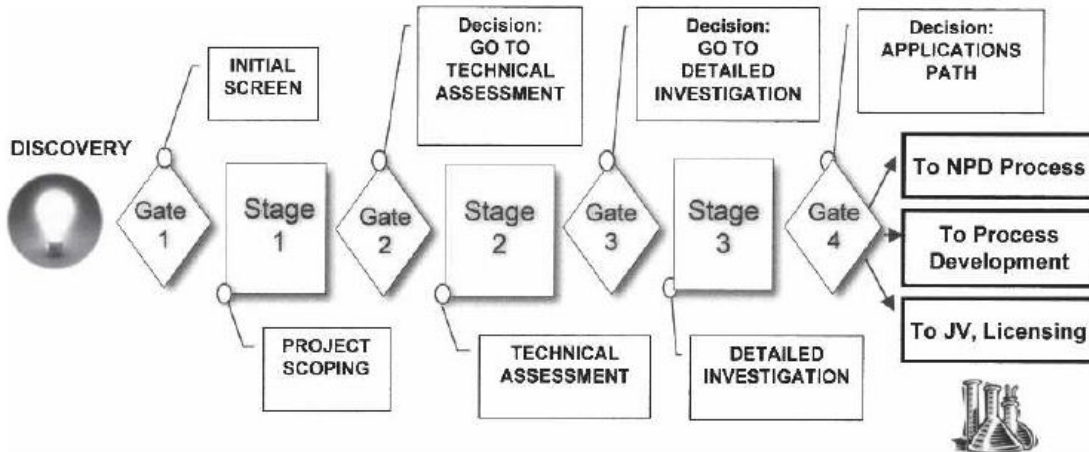 INITIAL
SCREEN
Decision:
GO TO
TECHNICAL
ASSESSMENT
Decision:
GO TO
DETAILED
INVESTIGATION
Decision:
APPLICATIONS
PATH
DISCOVERY
Gate
1
Stage
1
Gate
2
Stage
2
Gate
3
Stage
3
Gate
4
To NPD Process
To Process
Development
To JV, Licensing
PROJECT
SCOPING
TECHNICAL
ASSESSMENT
DETAILED
INVESTIGATION